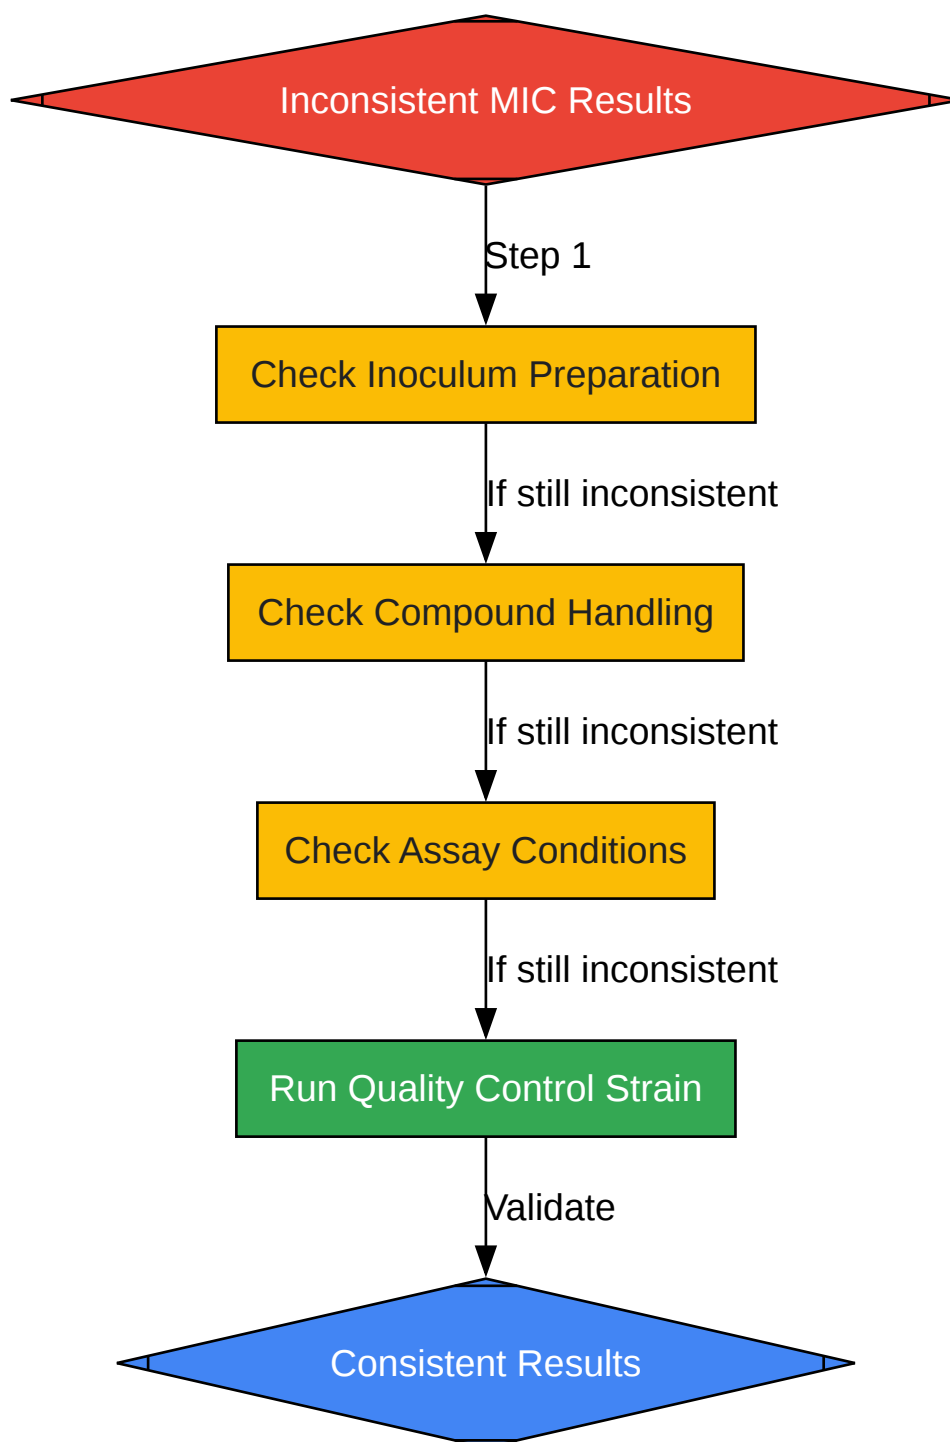 Inconsistent MIC Results
Step 1
Check Inoculum Preparation
If still inconsistent
Check Compound Handling
If still inconsistent
Check Assay Conditions
If still inconsistent
Run Quality Control Strain
Validate
Consistent Results